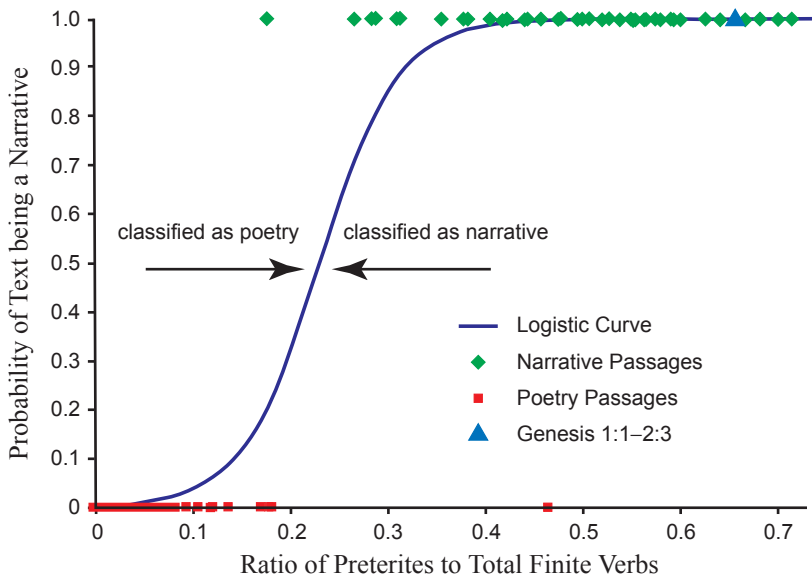 Probability of Text being a Narrative
1.0
0.9
0.8
0.7
0.6
0.5
0.4
0.3
0.2
0.1
0
classified as poetry
classified as narrative
Logistic Curve
Narrative Passages
Poetry Passages
Genesis 1:1–2:3
0
0.1
0.2
0.3
0.4
0.5
0.6
0.7
Ratio of Preterites to Total Finite Verbs